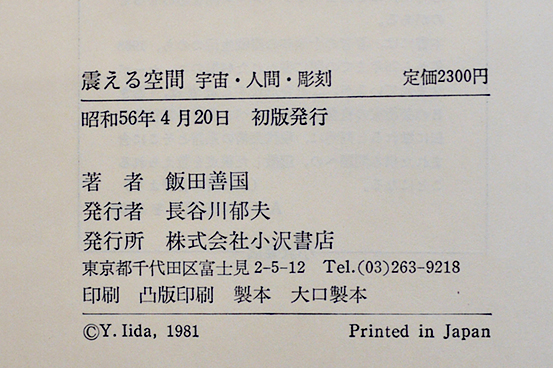 震える空間 宇宙・人間・彫刻 定価2300円
昭和56年4月20日 初版発行
著者 飯田善国
発行者 長谷川郁夫
発行所 株式会社小沢書店
東京都千代田区富士見2-5-12 Tel.(03)263-9218
印刷 凸版印刷 製本 大口製本
©Y. Iida, 1981 Printed in Japan